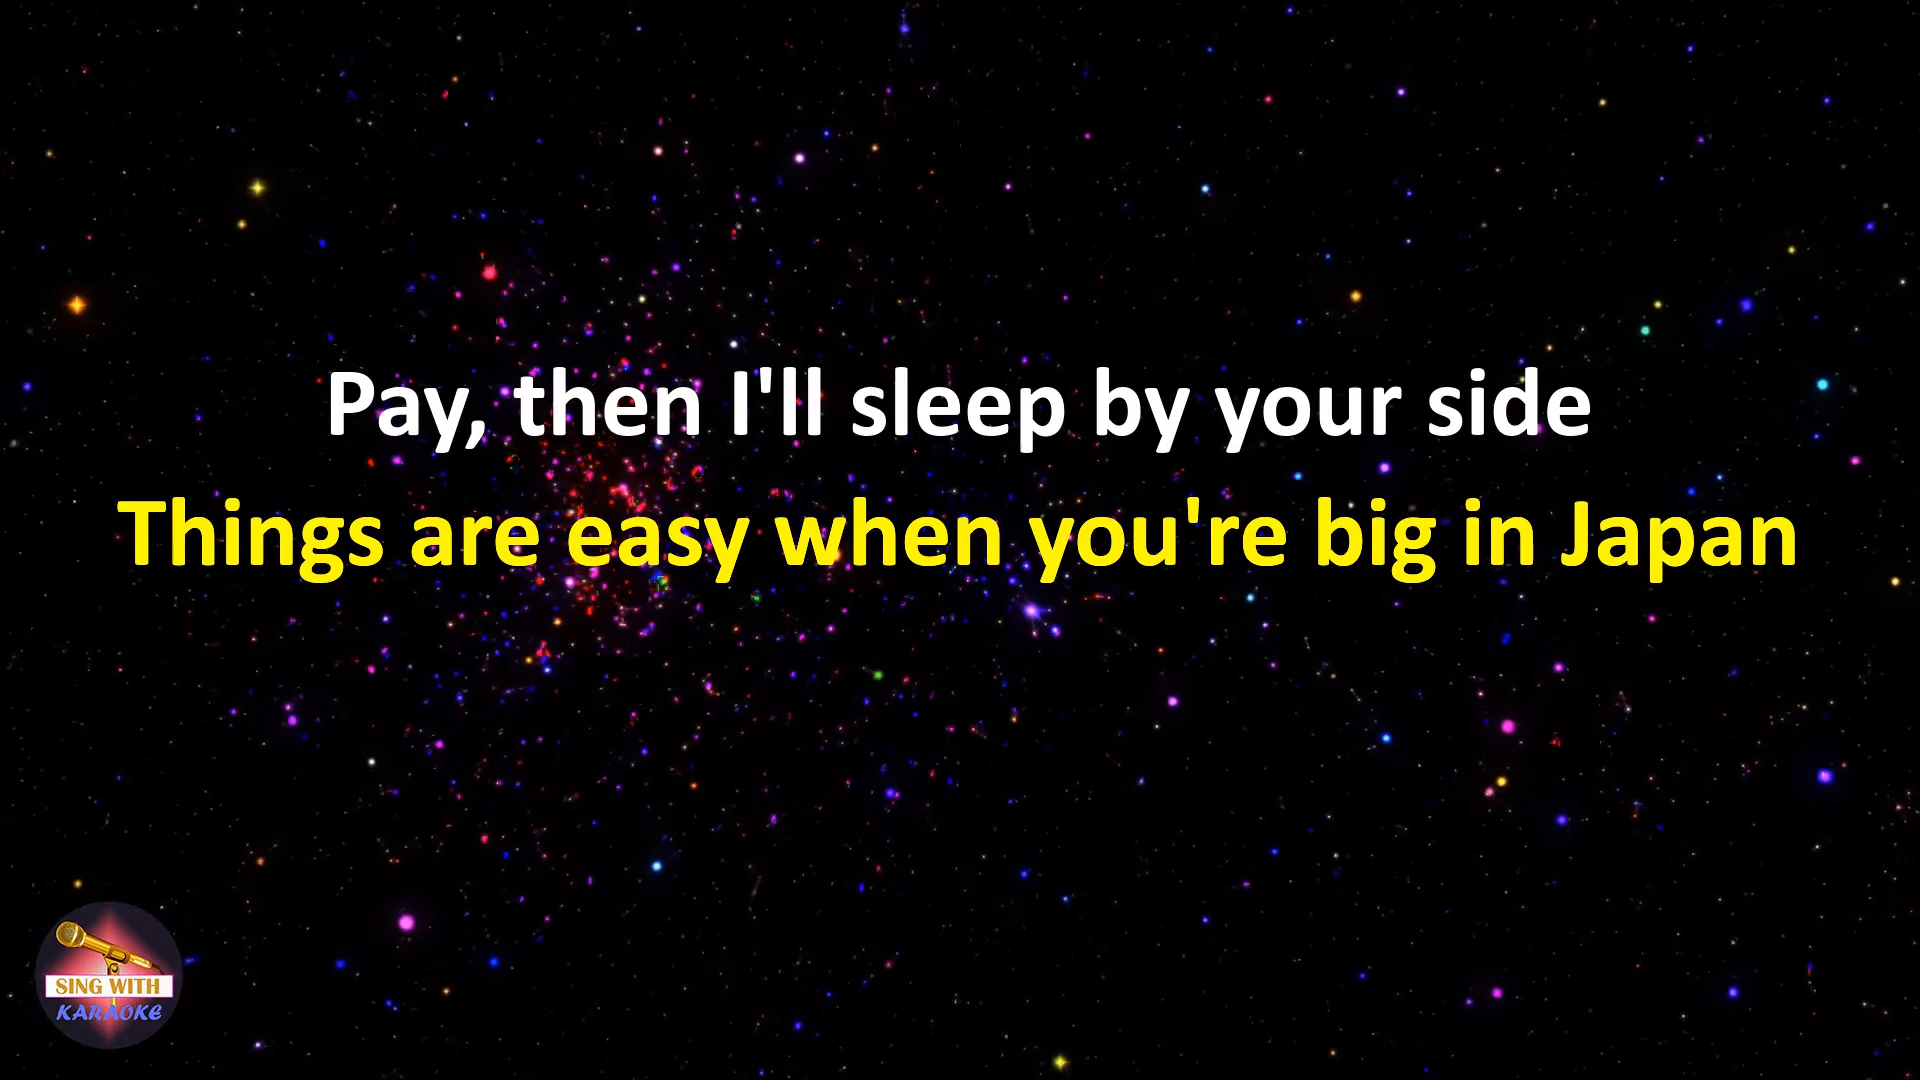 Pay, then I'll sleep by your side
Things are easy when you're big in Japan
SING WITH
KARAOKE